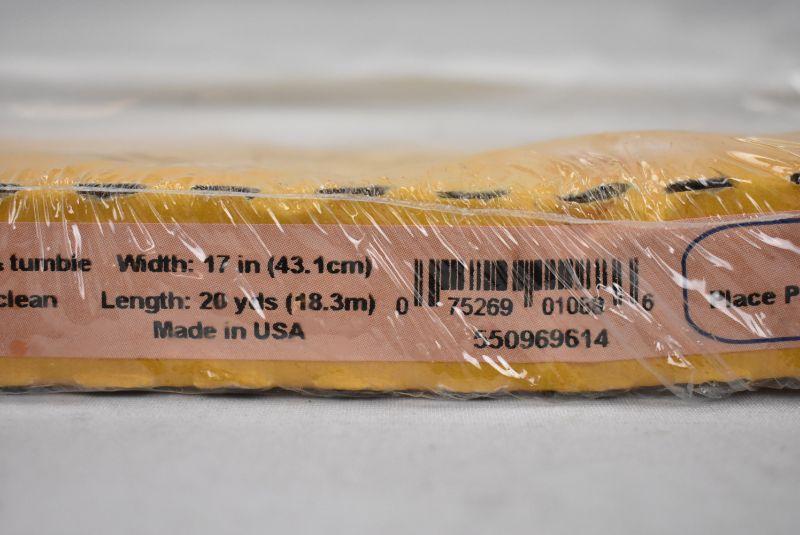 & tumble
clean
Width: 17 in (43.1cm)
Length: 20 yds (18.3m)
Made in USA
0 75269 01088 6
550969614
Place P